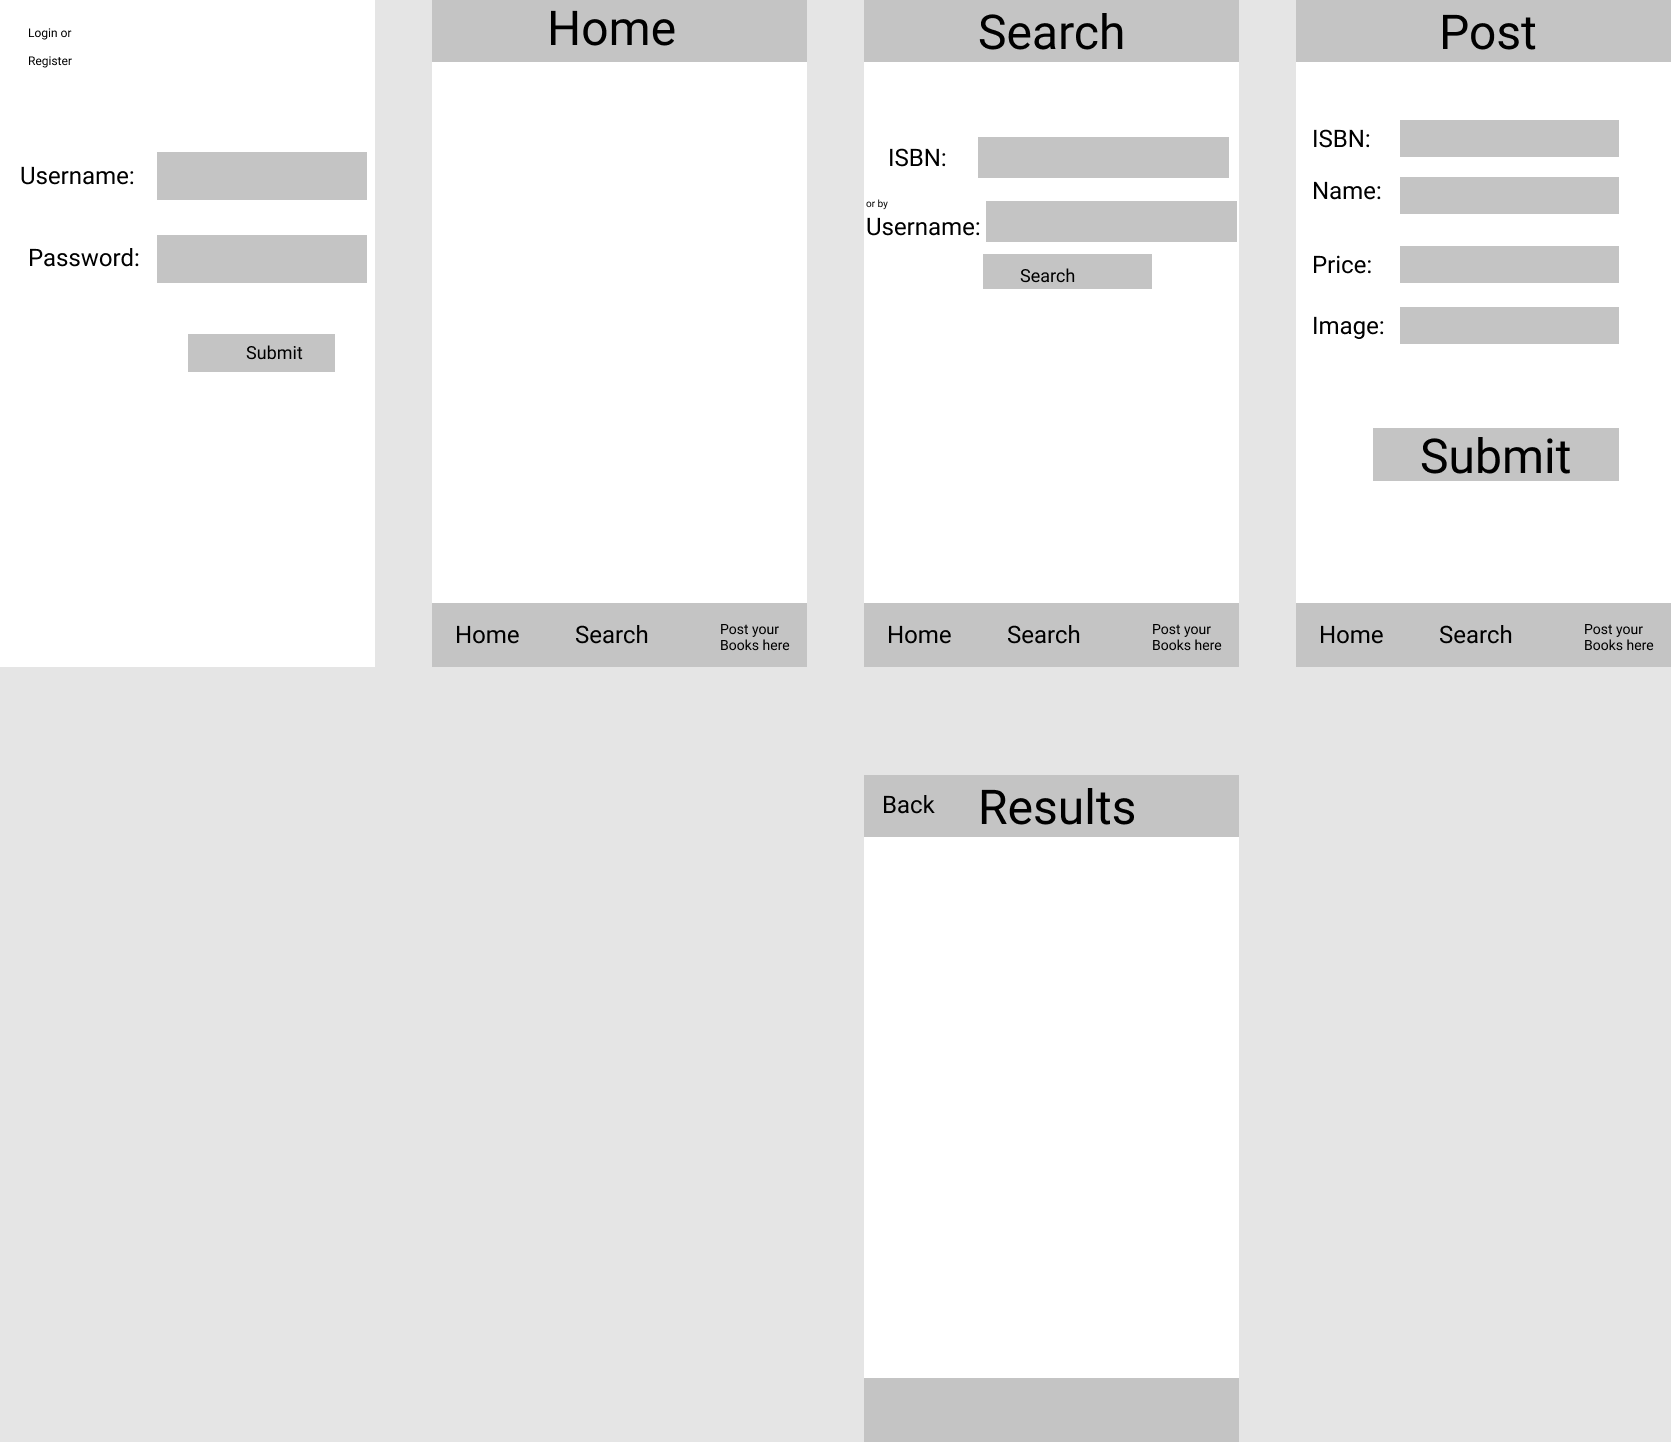 Login or
Register
Username:
Password:
Submit
Home
Home
Search
Post your
Books here
Search
ISBN:
or by
Username:
Search
Home
Search
Post your
Books here
Post
ISBN:
Name:
Price:
Image:
Submit
Home
Search
Post your
Books here
Back
Results